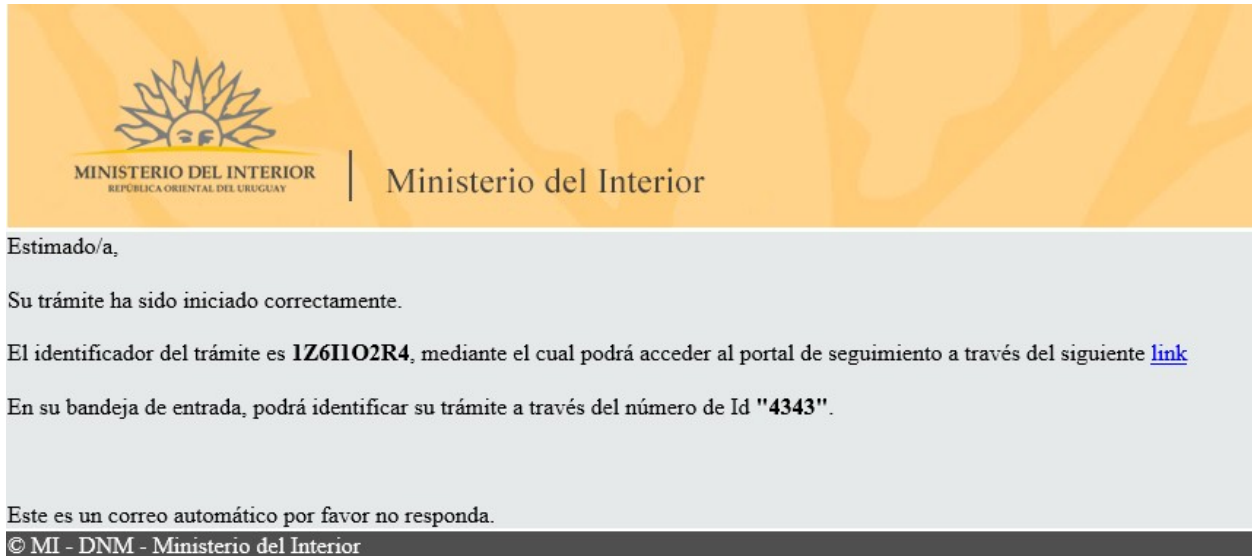 MINISTERIO DEL INTERIOR
REPÚBLICA ORIENTAL DEL URUGUAY
Ministerio del Interior
Estimado/a,
Su trámite ha sido iniciado correctamente.
El identificador del trámite es 1Z6I1O2R4, mediante el cual podrá acceder al portal de seguimiento a través del siguiente link
En su bandeja de entrada, podrá identificar su trámite a través del número de Id "4343".
Este es un correo automático por favor no responda.
© MI - DNM - Ministerio del Interior